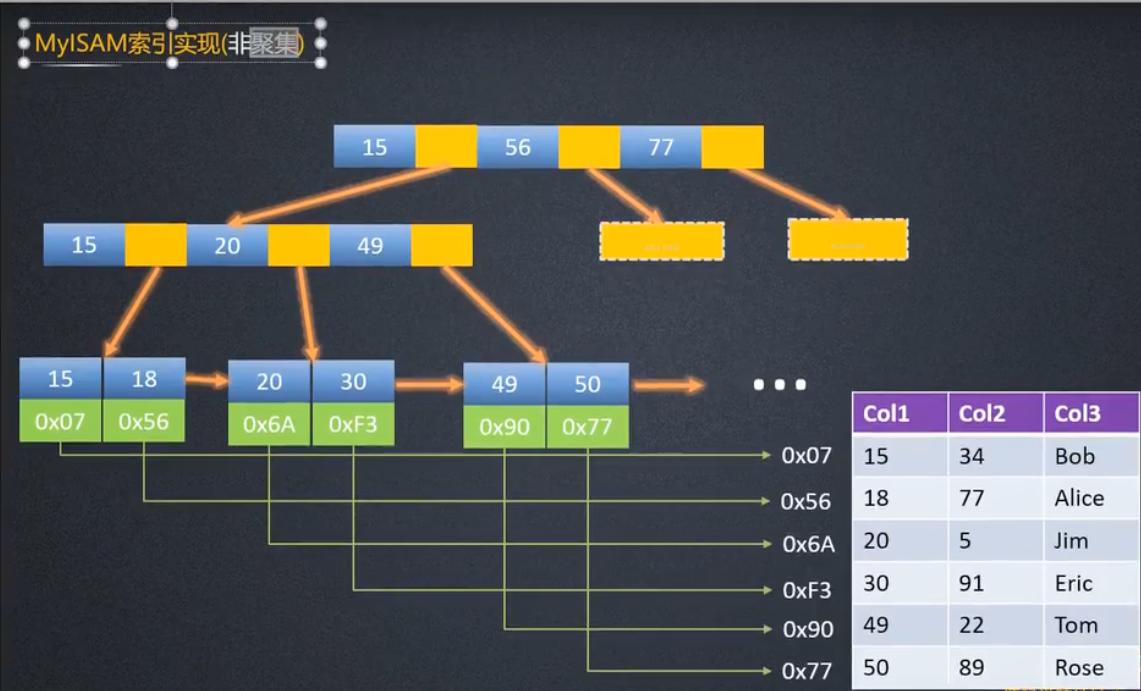 MyISAM索引实现(非聚集)
15 56 77
15 20 49
...... ......
15 18 20 30 49 50
0x07 0x56 0x6A 0xF3 0x90 0x77
Col1 Col2 Col3
0x07 15 34 Bob
0x56 18 77 Alice
0x6A 20 5 Jim
0xF3 30 91 Eric
0x90 49 22 Tom
0x77 50 89 Rose